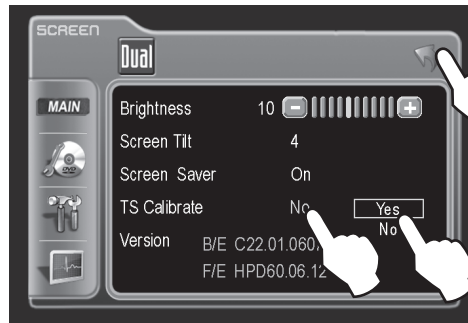 SCREEN
Dual
MAIN
Brightness 10
Screen Tilt 4
Screen Saver On
TS Calibrate No Yes
No
Version B/E C22.01.060
F/E HPD60.06.12